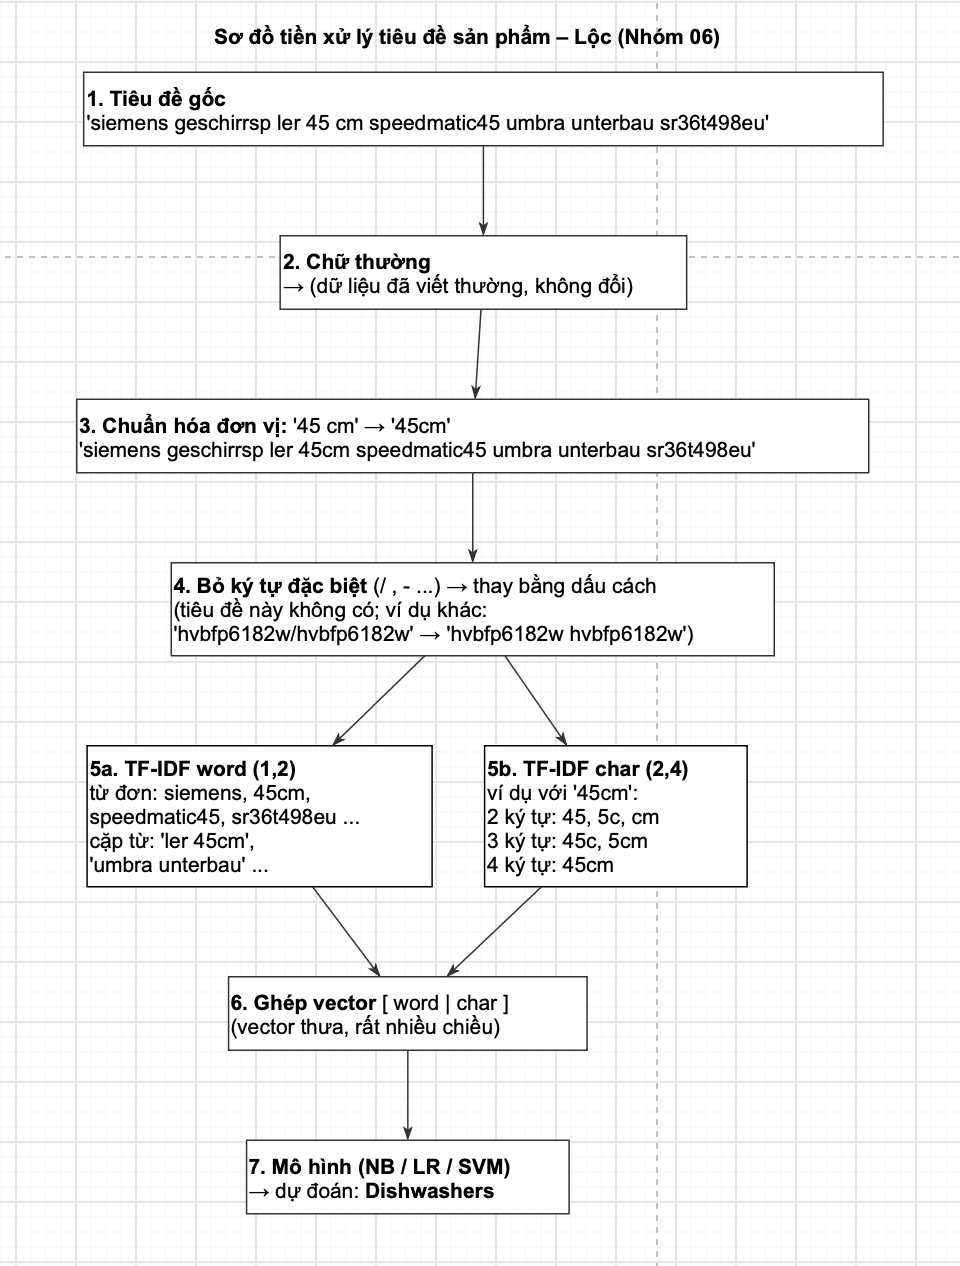 Sơ đồ tiền xử lý tiêu đề sản phẩm – Lộc (Nhóm 06)
1. Tiêu đề gốc
'siemens geschirrsp ler 45 cm speedmatic45 umbra unterbau sr36t498eu'
2. Chữ thường
→ (dữ liệu đã viết thường, không đổi)
3. Chuẩn hóa đơn vị: '45 cm' → '45cm'
'siemens geschirrsp ler 45cm speedmatic45 umbra unterbau sr36t498eu'
4. Bỏ ký tự đặc biệt (/ , - ...) → thay bằng dấu cách
(tiêu đề này không có; ví dụ khác:
'hvbfp6182w/hvbfp6182w' → 'hvbfp6182w hvbfp6182w')
5a. TF-IDF word (1,2)
từ đơn: siemens, 45cm,
speedmatic45, sr36t498eu ...
cặp từ: 'ler 45cm',
'umbra unterbau' ...
5b. TF-IDF char (2,4)
ví dụ với '45cm':
2 ký tự: 45, 5c, cm
3 ký tự: 45c, 5cm
4 ký tự: 45cm
6. Ghép vector [ word | char ]
(vector thưa, rất nhiều chiều)
7. Mô hình (NB / LR / SVM)
→ dự đoán: Dishwashers